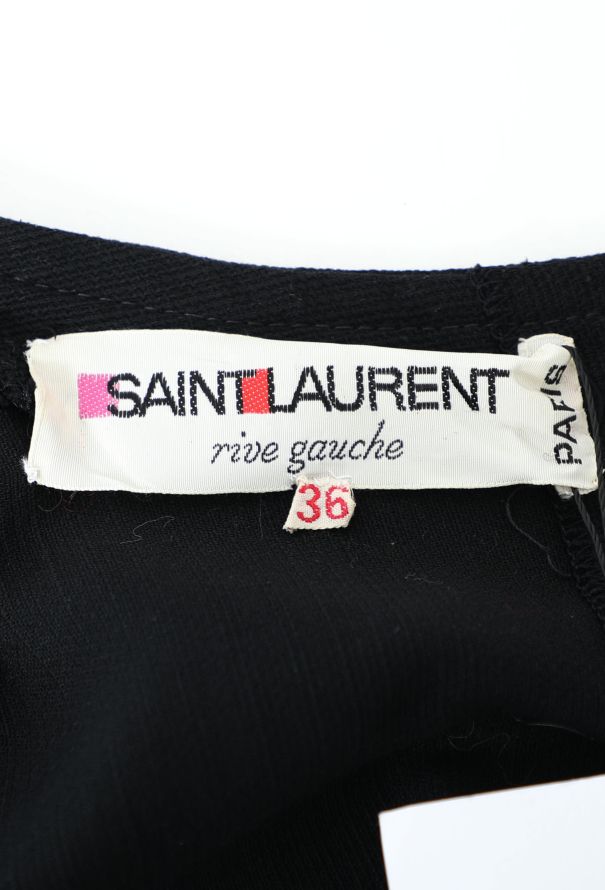 SAINT LAURENT
rive gauche
PARIS
36